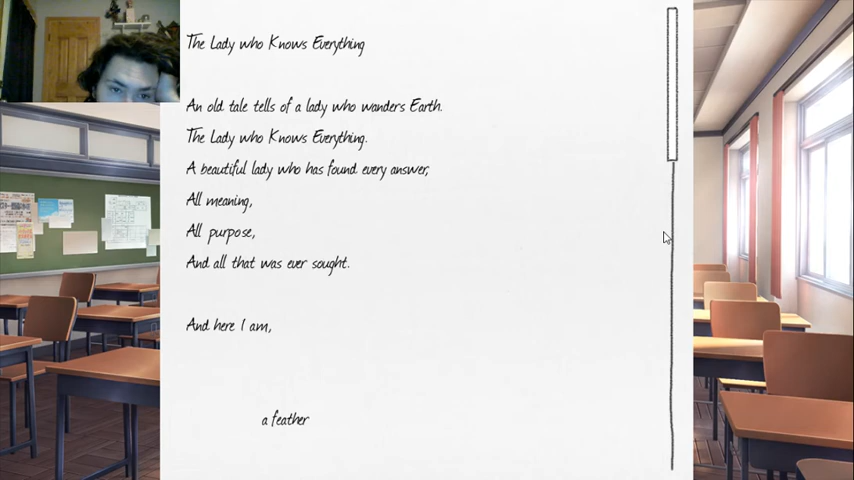 The Lady who Knows Everything
An old tale tells of a lady who wanders Earth.
The Lady who Knows Everything.
A beautiful lady who has found every answer,
All meaning,
All purpose,
And all that was ever sought.
And here I am,
a feather